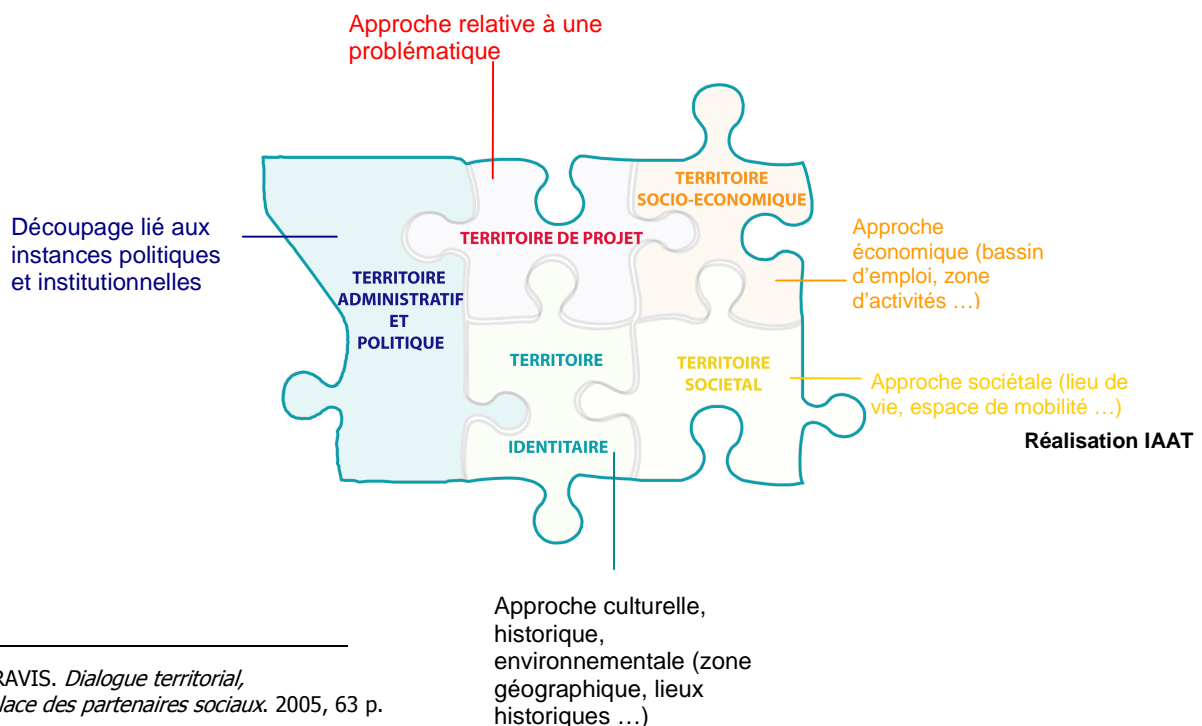 Approche relative à une
problématique
TERRITOIRE
SOCIO-ECONOMIQUE
Découpage lié aux
instances politiques
et institutionnelles
TERRITOIRE DE PROJET
Approche
économique (bassin
d'emploi, zone
d'activités …)
TERRITOIRE
ADMINISTRATIF
ET
POLITIQUE
TERRITOIRE
IDENTITAIRE
TERRITOIRE
SOCIETAL
Approche sociétale (lieu de
vie, espace de mobilité …)
Réalisation IAAT
Approche culturelle,
historique,
environnementale (zone
géographique, lieux
historiques …)
RAVIS. Dialogue territorial,
lace des partenaires sociaux. 2005, 63 p.